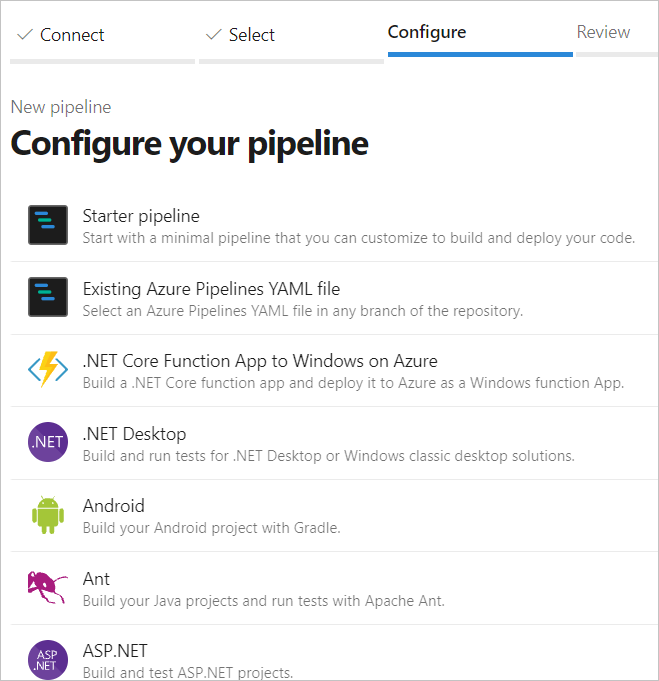 Connect
Select
Configure
Review
New pipeline
Configure your pipeline
Starter pipeline
Start with a minimal pipeline that you can customize to build and deploy your code.
Existing Azure Pipelines YAML file
Select an Azure Pipelines YAML file in any branch of the repository.
.NET Core Function App to Windows on Azure
Build a .NET Core function app and deploy it to Azure as a Windows function App.
.NET
.NET Desktop
Build and run tests for .NET Desktop or Windows classic desktop solutions.
Android
Build your Android project with Gradle.
Ant
Build your Java projects and run tests with Apache Ant.
ASP
.NET
ASP.NET
Build and test ASP.NET projects.